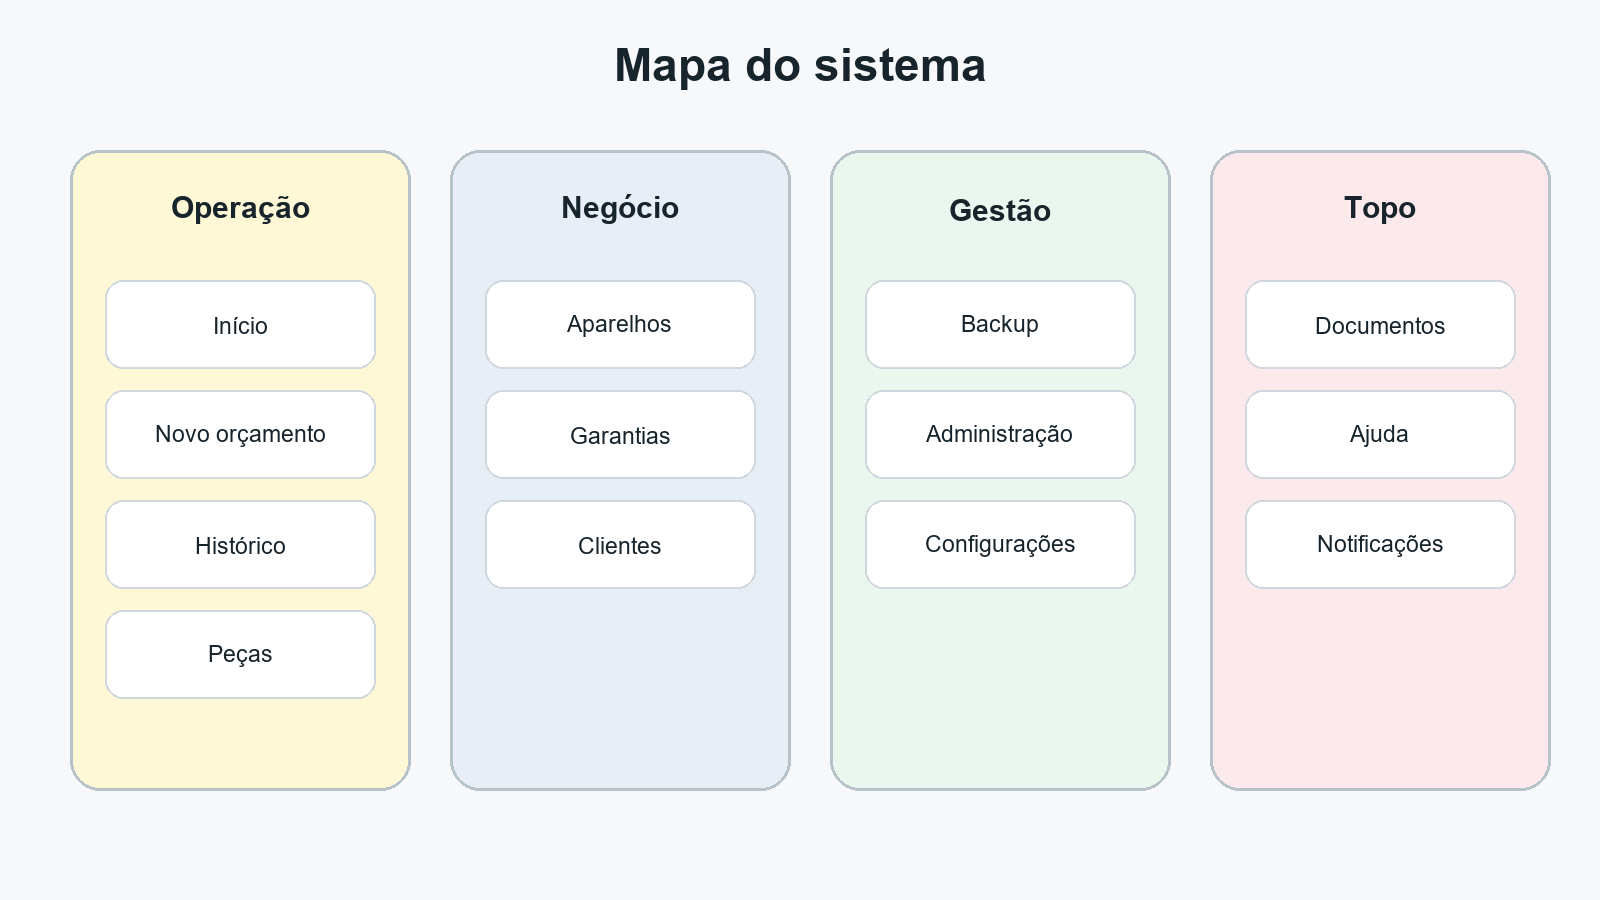 Mapa do sistema
Operação
Início
Novo orçamento
Histórico
Peças
Negócio
Aparelhos
Garantias
Clientes
Gestão
Backup
Administração
Configurações
Topo
Documentos
Ajuda
Notificações